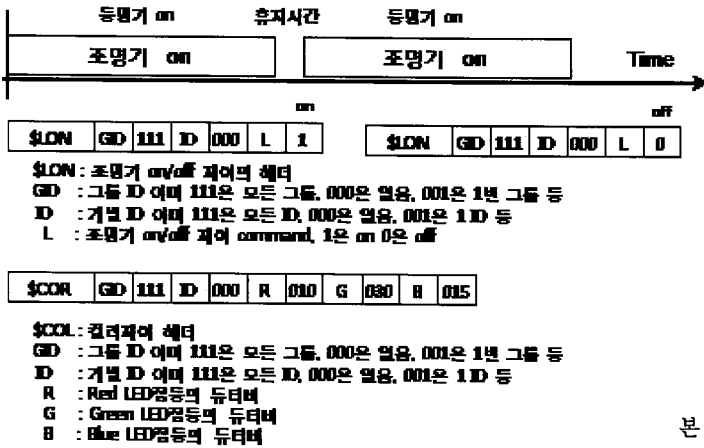 등명기 on 휴지시간 등명기 on
조명기 on 조명기 on Time
on off
$LON GID 111 ID 000 L 1 $LON GID 111 ID 000 L 0
$LON : 조명기 on/off 제어의 헤더
GID : 그룹 ID 이며 111은 모든 그룹, 000은 없음, 001은 1번 그룹 등
ID : 개별 ID 이며 111은 모든 ID, 000은 없음, 001은 1 ID 등
L : 조명기 on/off 제어 command, 1은 on 0은 off
$COR GID 111 ID 000 R 010 G 030 B 015
$COL : 컬러제어 헤더
GID : 그룹 ID 이며 111은 모든 그룹, 000은 없음, 001은 1번 그룹 등
ID : 개별 ID 이며 111은 모든 ID, 000은 없음, 001은 1 ID 등
R : Red LED점등의 듀티비
G : Green LED점등의 듀티비
B : Blue LED점등의 듀티비
본